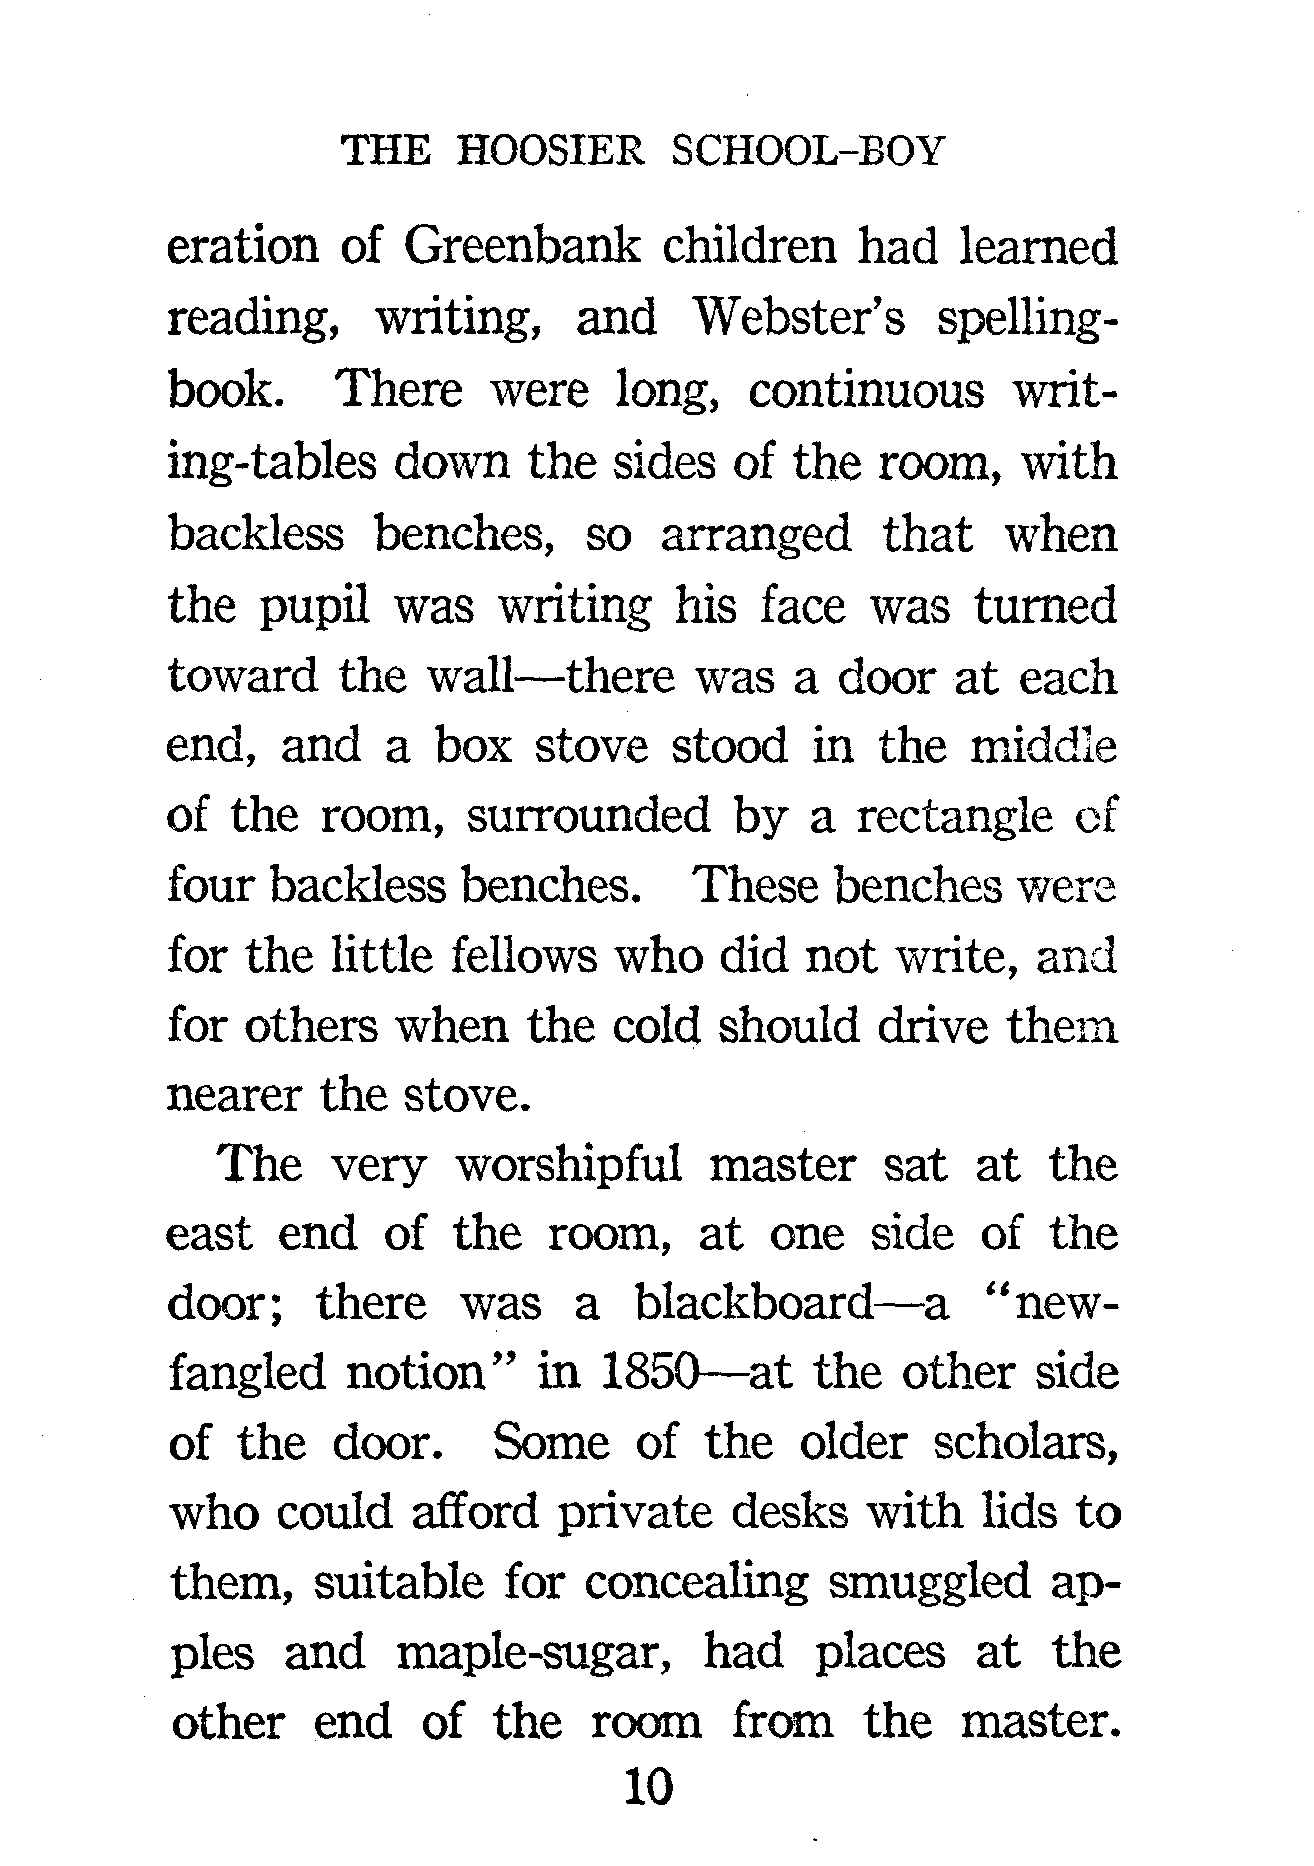 THE HOOSIER SCHOOL-BOY
eration of Greenbank children had learned
reading, writing, and Webster's spelling-
book. There were long, continuous writ-
ing-tables down the sides of the room, with
backless benches, so arranged that when
the pupil was writing his face was turned
toward the wall—there was a door at each
end, and a box stove stood in the middle
of the room, surrounded by a rectangle of
four backless benches. These benches were
for the little fellows who did not write, and
for others when the cold should drive them
nearer the stove.
The very worshipful master sat at the
east end of the room, at one side of the
door; there was a blackboard—a “new-
fangled notion” in 1850—at the other side
of the door. Some of the older scholars,
who could afford private desks with lids to
them, suitable for concealing smuggled ap-
ples and maple-sugar, had places at the
other end of the room from the master.
10